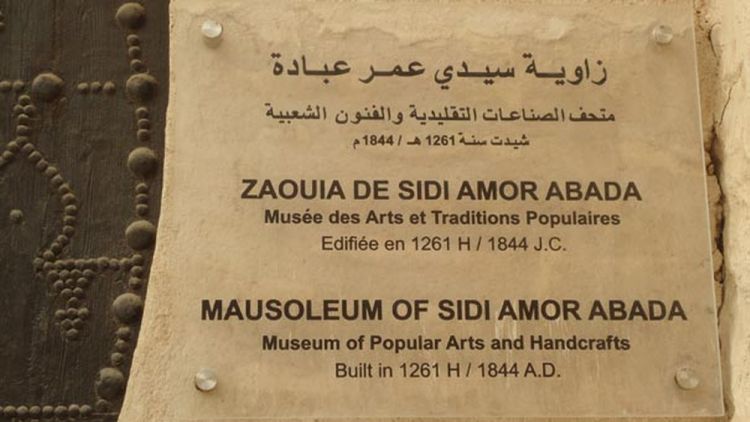 زاوية سيدي عمر عبادة
متحف الصناعات التقليدية والفنون الشعبية
شيدت سنة 1261 هـ / 1844 م
ZAOUIA DE SIDI AMOR ABADA
Musée des Arts et Traditions Populaires
Edifiée en 1261 H / 1844 J.C.
MAUSOLEUM OF SIDI AMOR ABADA
Museum of Popular Arts and Handcrafts
Built in 1261 H / 1844 A.D.